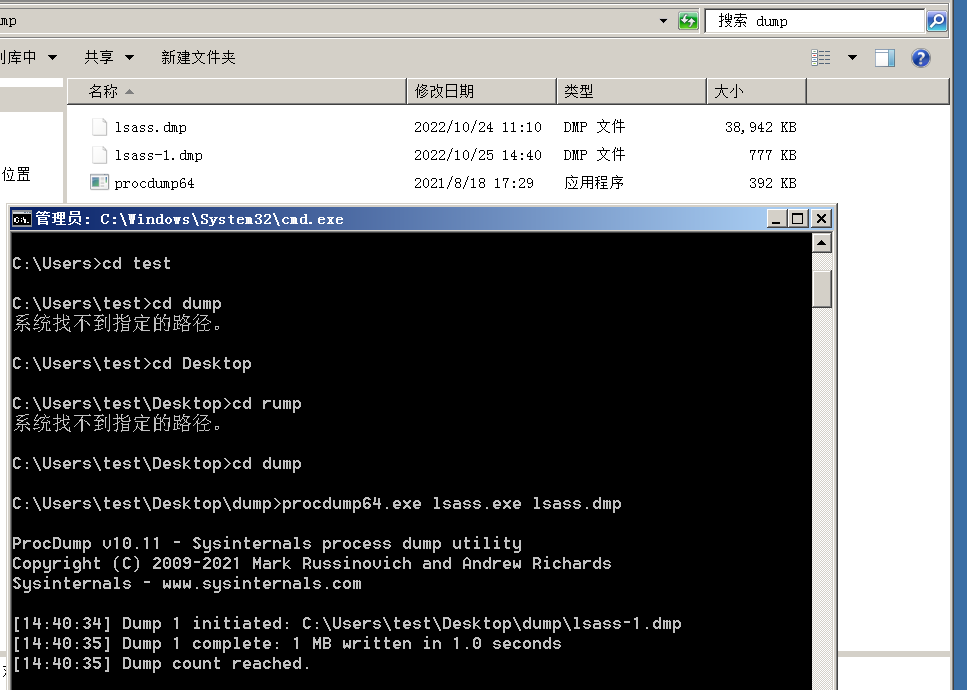 mp
搜索 dump
刂库中 共享 新建文件夹
名称 修改日期 类型 大小
lsass.dmp 2022/10/24 11:10 DMP 文件 38,942 KB
lsass-1.dmp 2022/10/25 14:40 DMP 文件 777 KB
procdump64 2021/8/18 17:29 应用程序 392 KB
位置
管理员: C:\Windows\System32\cmd.exe
C:\Users>cd test
C:\Users\test>cd dump
系统找不到指定的路径。
C:\Users\test>cd Desktop
C:\Users\test\Desktop>cd rump
系统找不到指定的路径。
C:\Users\test\Desktop>cd dump
C:\Users\test\Desktop\dump>procdump64.exe lsass.exe lsass.dmp
ProcDump v10.11 - Sysinternals process dump utility
Copyright (C) 2009-2021 Mark Russinovich and Andrew Richards
Sysinternals - www.sysinternals.com
[14:40:34] Dump 1 initiated: C:\Users\test\Desktop\dump\lsass-1.dmp
[14:40:35] Dump 1 complete: 1 MB written in 1.0 seconds
[14:40:35] Dump count reached.